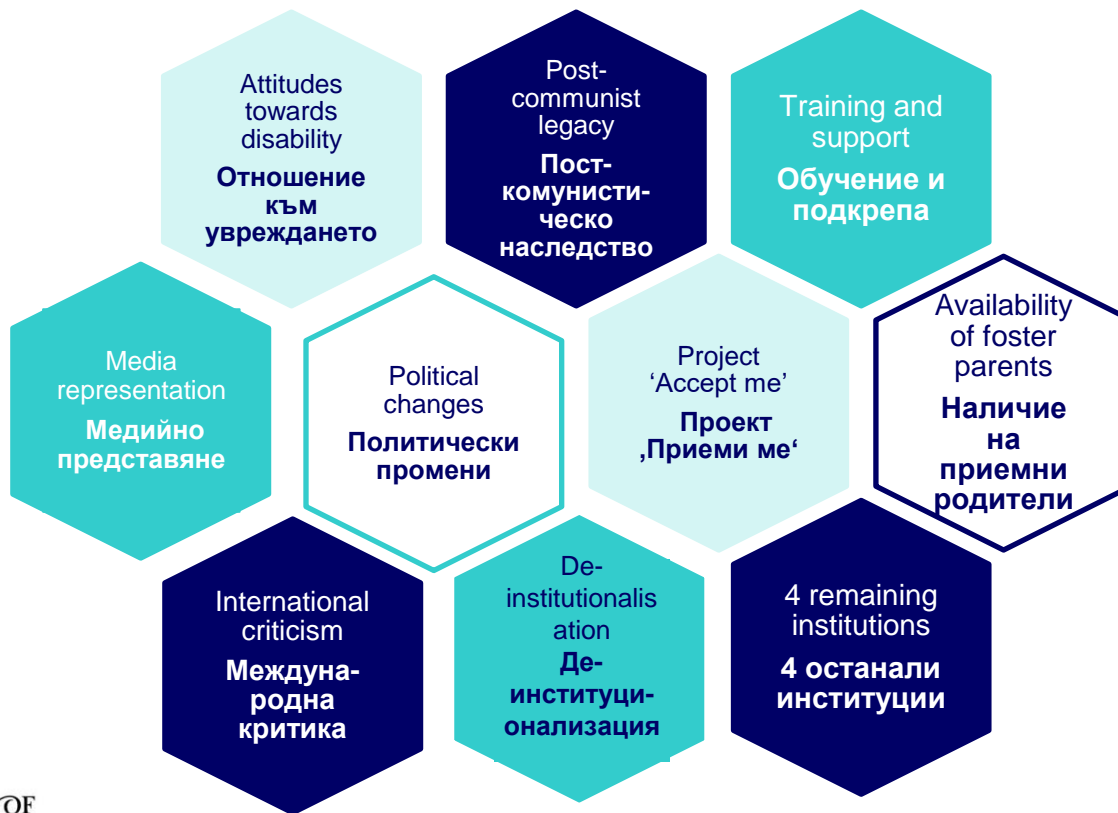 Attitudes
towards
disability
Отношение
към
увреждането
Post-
communist
legacy
Пост-
комунисти-
ческо
наследство
Training and
support
Обучение и
подкрепа
Media
representation
Медийно
представяне
Political
changes
Политически
промени
Project
‘Accept me’
Проект
‚Приеми ме‘
Availability
of foster
parents
Наличие
на
приемни
родители
International
criticism
Междуна-
родна
критика
De-
institutionalis
ation
Де-
институци-
онализация
4 remaining
institutions
4 останали
институции
OF